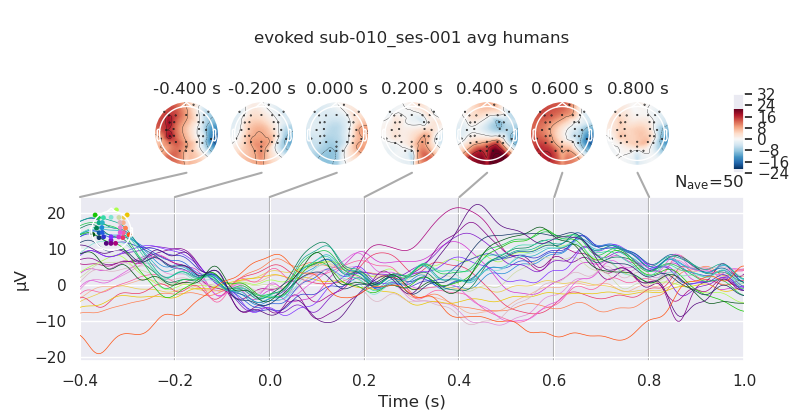 evoked sub-010_ses-001 avg humans
-0.400 s -0.200 s 0.000 s 0.200 s 0.400 s 0.600 s 0.800 s
32
24
16
8
0
−8
−16
−24
Nave=50
20
10
0
−10
−20
µV
−0.4 −0.2 0.0 0.2 0.4 0.6 0.8 1.0
Time (s)